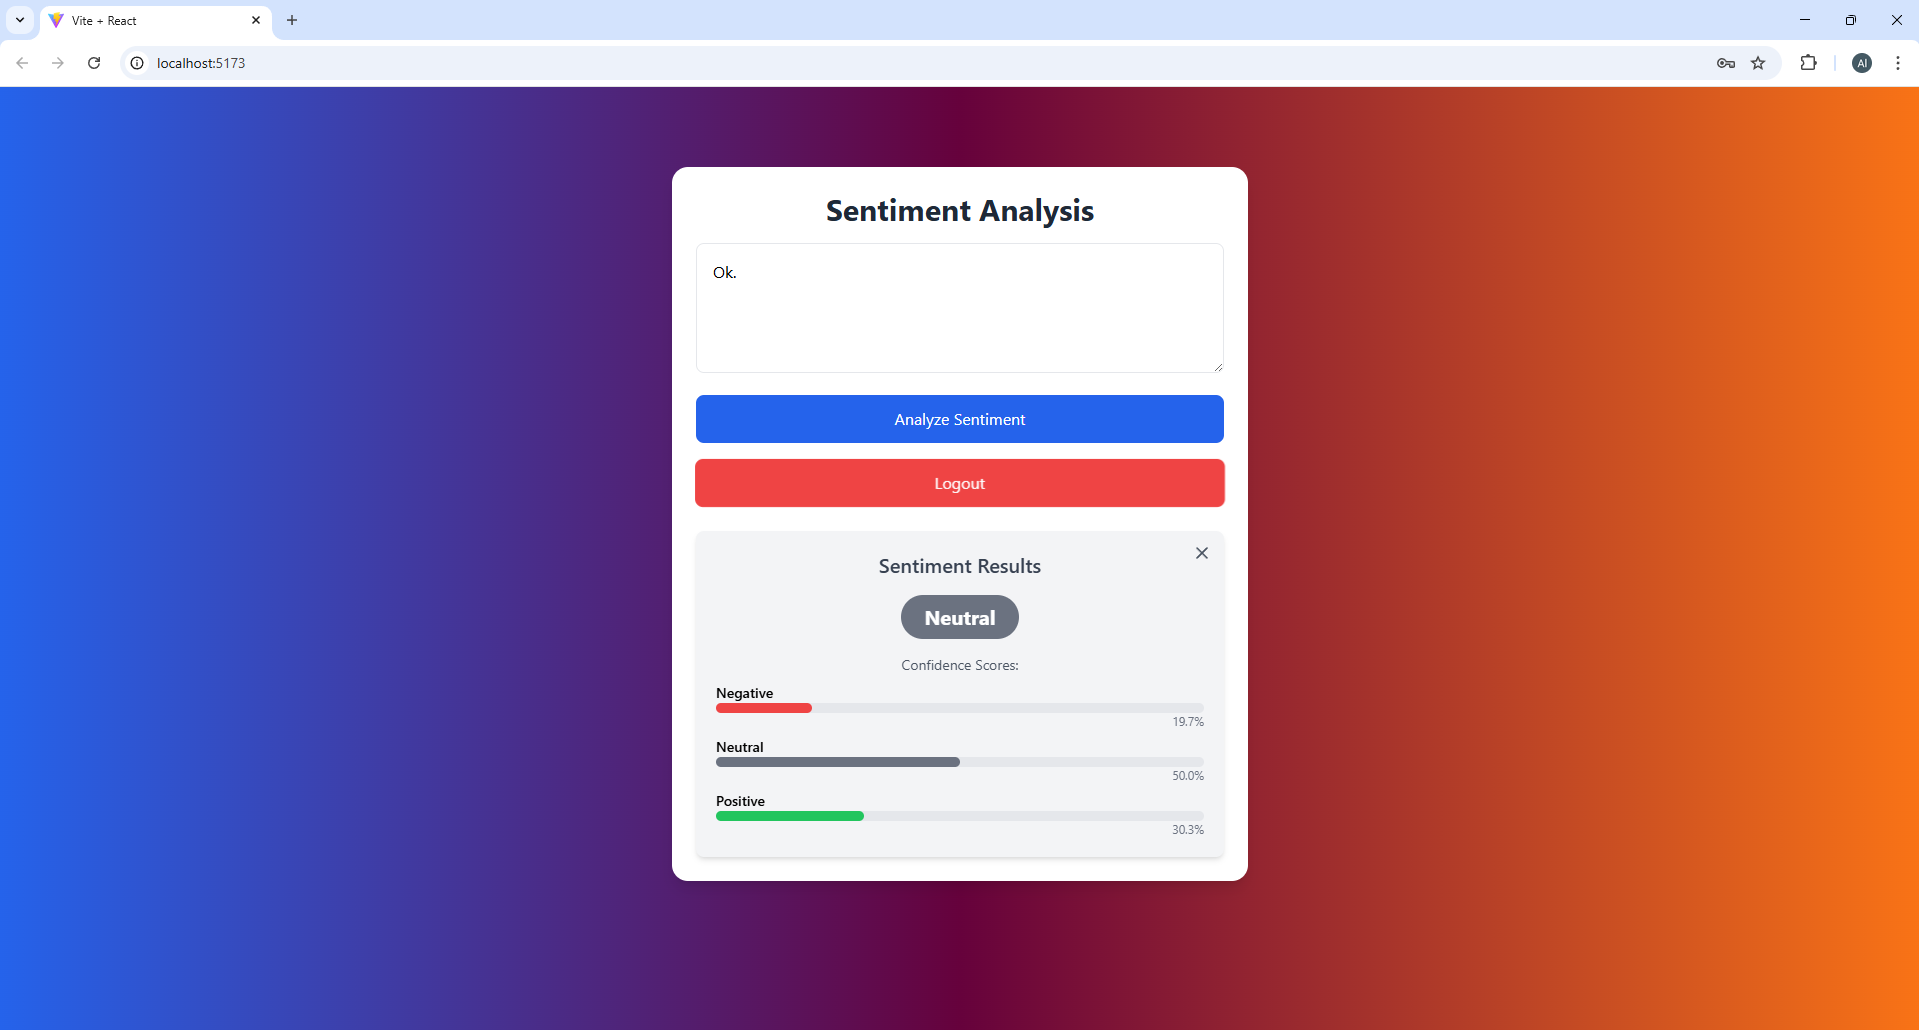 Vite + React
localhost:5173
AI
Sentiment Analysis
Ok.
Analyze Sentiment
Logout
Sentiment Results
Neutral
Confidence Scores:
Negative
19.7%
Neutral
50.0%
Positive
30.3%